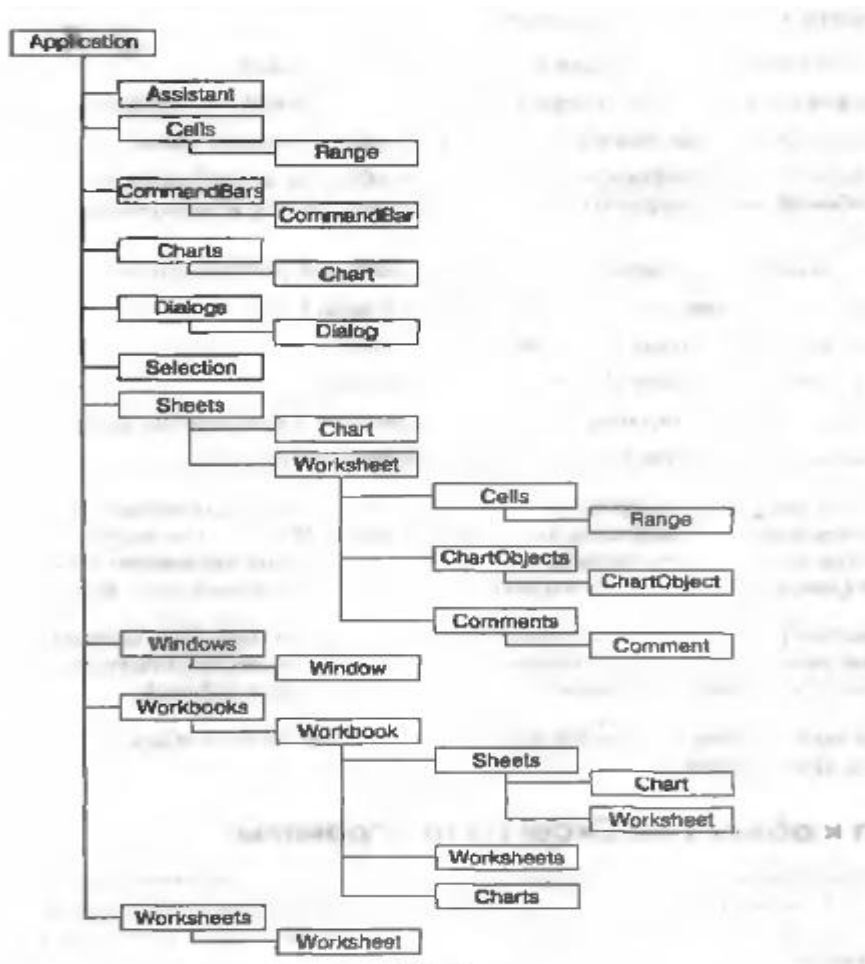 Application
Assistant
Cells
Range
CommandBars
CommandBar
Charts
Chart
Dialogs
Dialog
Selection
Sheets
Chart
Worksheet
Cells
Range
ChartObjects
ChartObject
Comments
Comment
Windows
Window
Workbooks
Workbook
Sheets
Chart
Worksheet
Worksheets
Charts
Worksheets
Worksheet